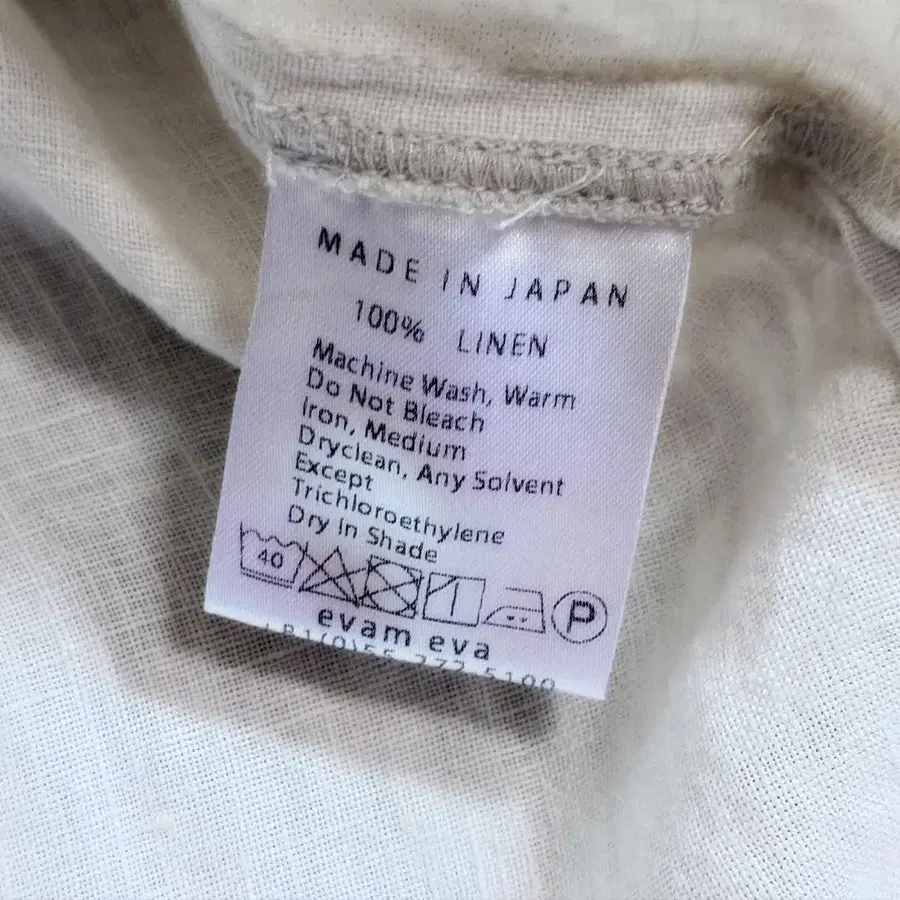 MADE IN JAPAN
100% LINEN
Machine Wash, Warm
Do Not Bleach
Iron, Medium
Dryclean, Any Solvent
Except
Trichloroethylene
Dry In Shade
40 P
evam eva